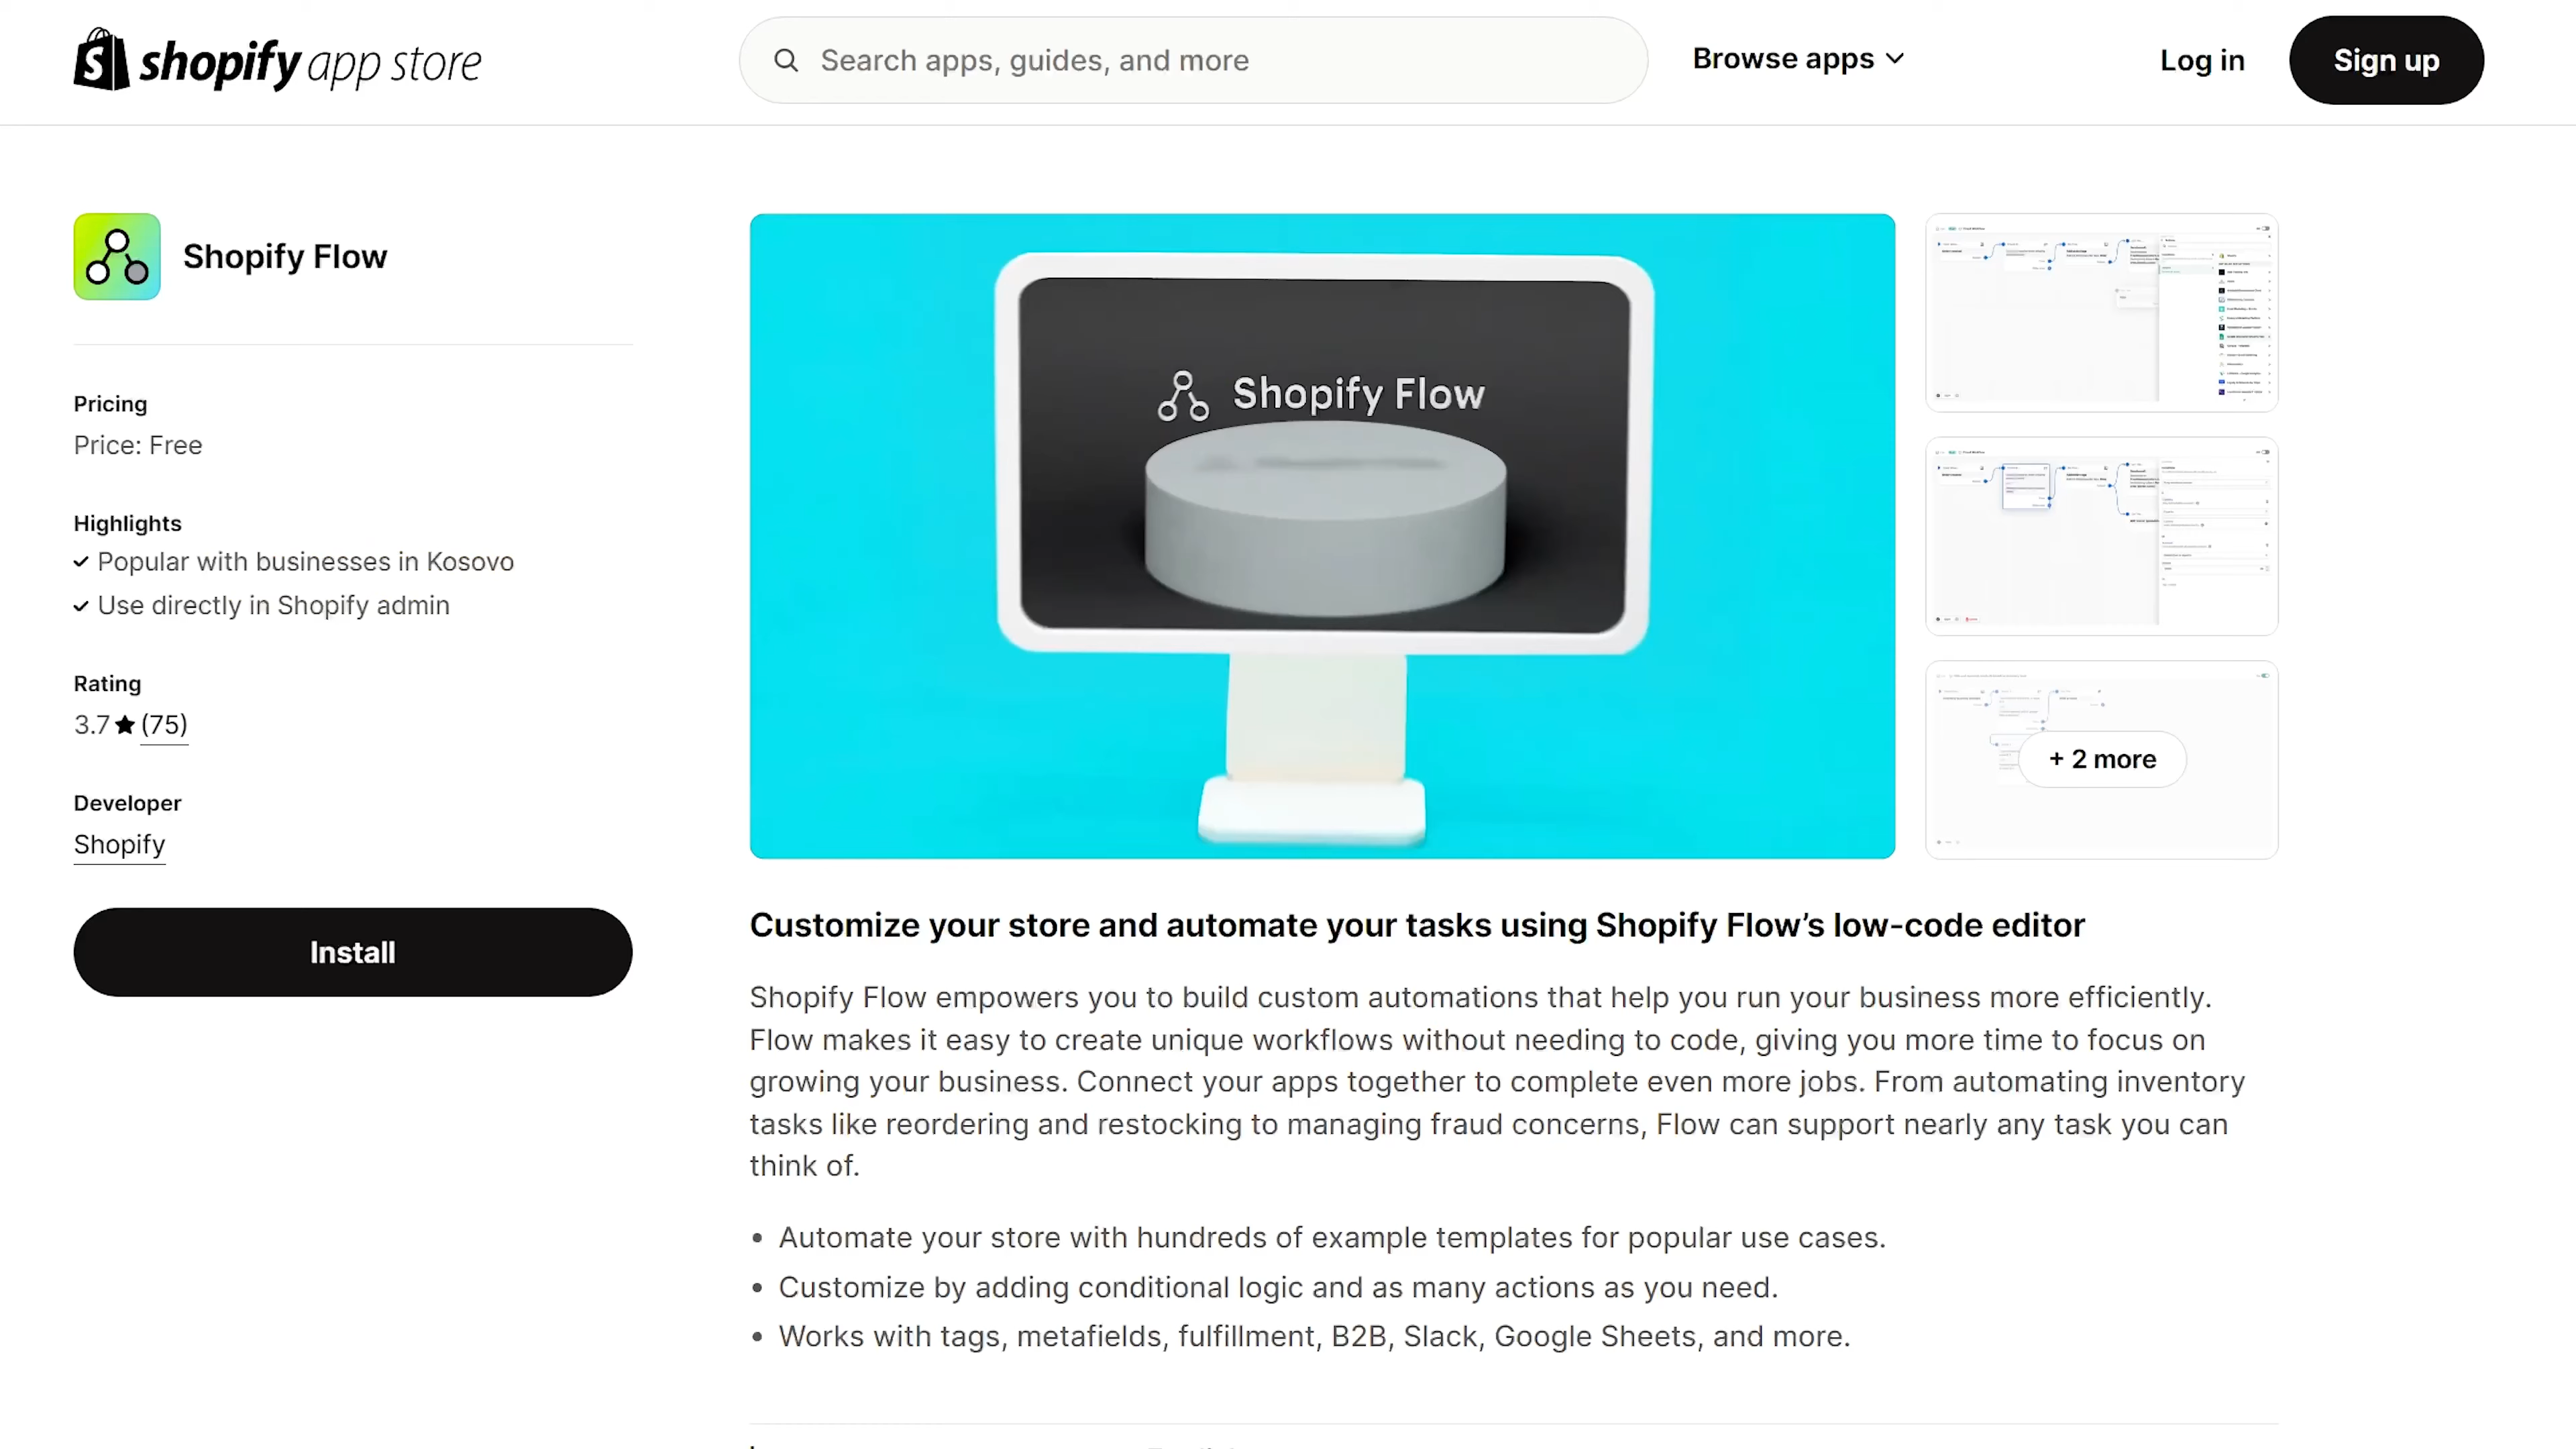 shopify app store
Search apps, guides, and more
Browse apps
Log in
Sign up
Shopify Flow
Pricing
Price: Free
Highlights
Popular with businesses in Kosovo
Use directly in Shopify admin
Rating
3.7★ (75)
Developer
Shopify
Install
Shopify Flow
+ 2 more
Customize your store and automate your tasks using Shopify Flow’s low-code editor
Shopify Flow empowers you to build custom automations that help you run your business more efficiently.
Flow makes it easy to create unique workflows without needing to code, giving you more time to focus on
growing your business. Connect your apps together to complete even more jobs. From automating inventory
tasks like reordering and restocking to managing fraud concerns, Flow can support nearly any task you can
think of.
• Automate your store with hundreds of example templates for popular use cases.
• Customize by adding conditional logic and as many actions as you need.
• Works with tags, metafields, fulfillment, B2B, Slack, Google Sheets, and more.